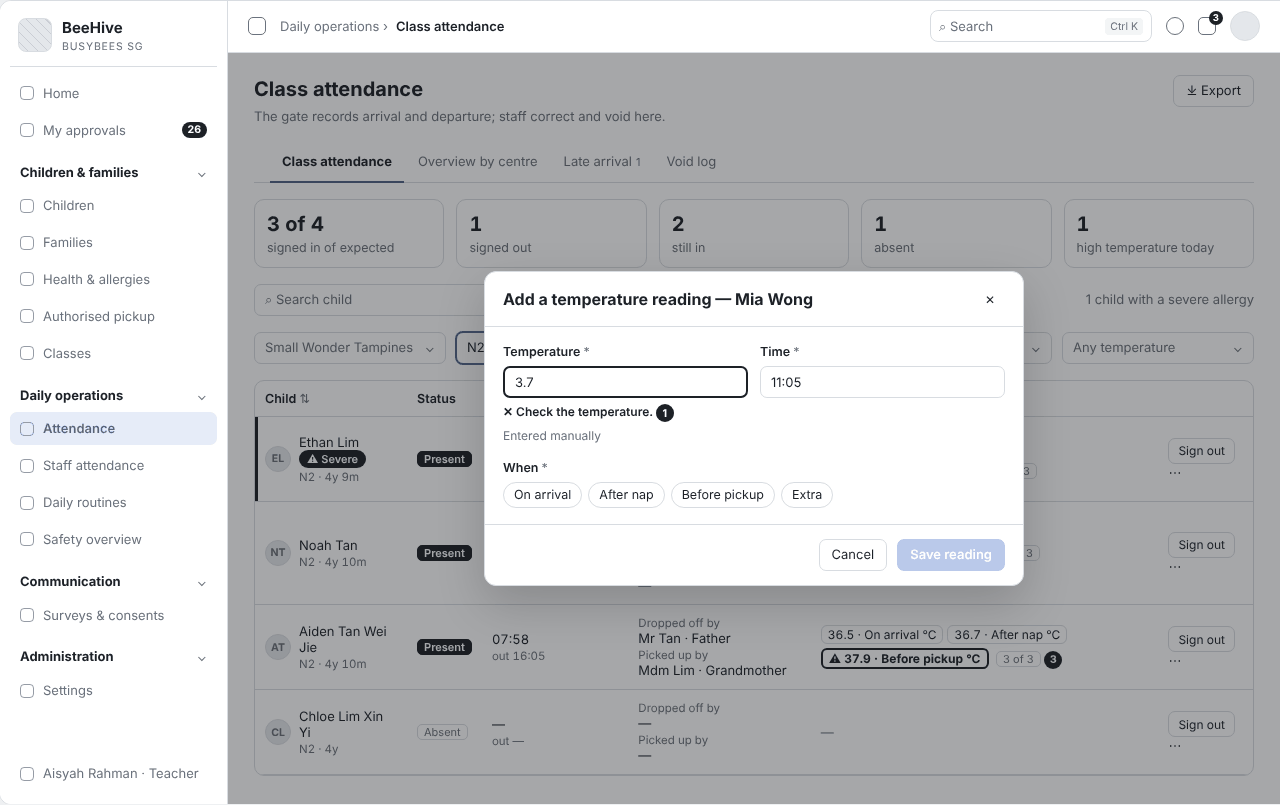 BeeHive
BUSYBEES SG
Home
My approvals 26
Children & families
Children
Families
Health & allergies
Authorised pickup
Classes
Daily operations
Attendance
Staff attendance
Daily routines
Safety overview
Communication
Surveys & consents
Administration
Settings
Aisyah Rahman · Teacher
Daily operations › Class attendance
Search Ctrl K
3
Class attendance
The gate records arrival and departure; staff correct and void here.
Export
Class attendance Overview by centre Late arrival 1 Void log
3 of 4
signed in of expected
1
signed out
2
still in
1
absent
1
high temperature today
Search child
1 child with a severe allergy
Small Wonder Tampines
N2
Any temperature
Child ⇅ Status
EL
Ethan Lim
⚠ Severe
N2 · 4y 9m
Present
3
Sign out
...
NT
Noah Tan
N2 · 4y 10m
Present
—
3
Sign out
...
AT
Aiden Tan Wei
Jie
N2 · 4y 10m
Present
07:58
out 16:05
Dropped off by
Mr Tan · Father
Picked up by
Mdm Lim · Grandmother
36.5 · On arrival °C 36.7 · After nap °C
⚠ 37.9 · Before pickup °C 3 of 3 3
Sign out
...
CL
Chloe Lim Xin
Yi
N2 · 4y
Absent
—
out —
Dropped off by
—
Picked up by
—
—
Sign out
...
Add a temperature reading — Mia Wong ✕
Temperature * Time *
3.7 11:05
✕ Check the temperature. 1
Entered manually
When *
On arrival After nap Before pickup Extra
Cancel Save reading